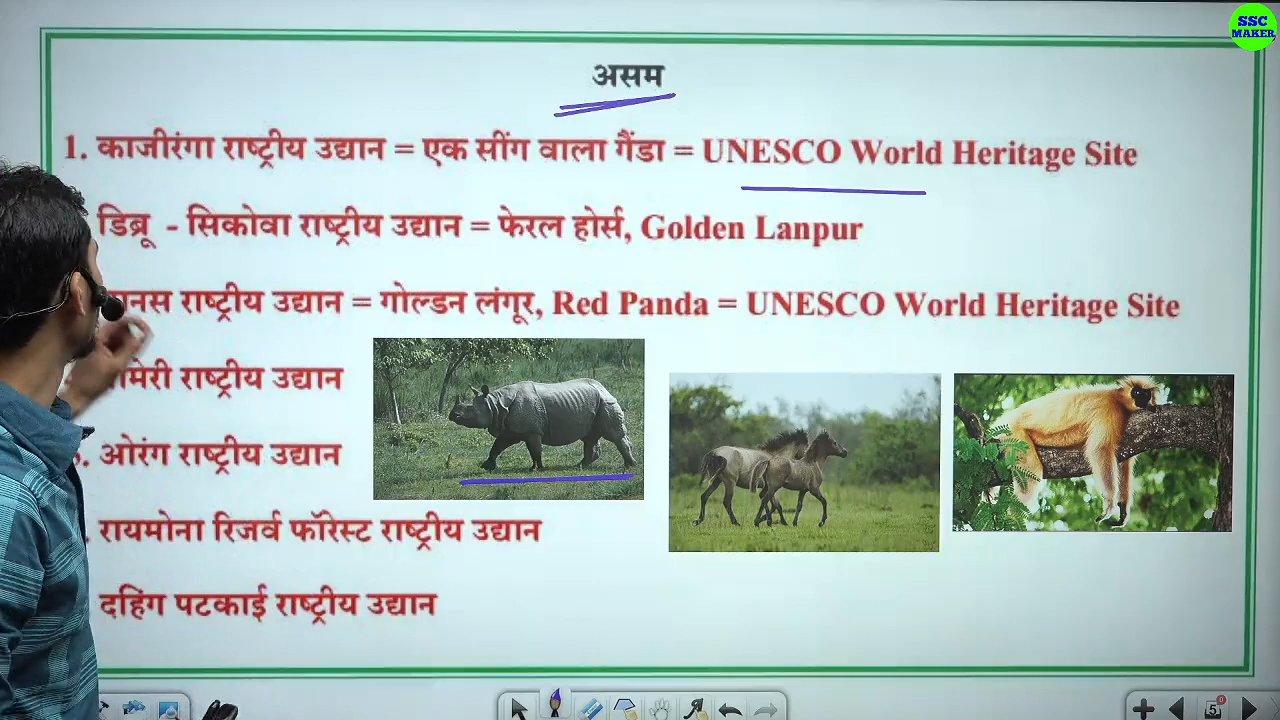 SSC
MAKER
असम
1. काजीरंगा राष्ट्रीय उद्यान = एक सींग वाला गैंडा = UNESCO World Heritage Site
डिब्रू - सिकोवा राष्ट्रीय उद्यान = फेरल होर्स, Golden Lanpur
राष्ट्रीय उद्यान = गोल्डन लंगूर, Red Panda = UNESCO World Heritage Site
राष्ट्रीय उद्यान
ओरंग राष्ट्रीय उद्यान
रायमोना रिजर्व फॉरेस्ट राष्ट्रीय उद्यान
दहिंग पटकाई राष्ट्रीय उद्यान
5